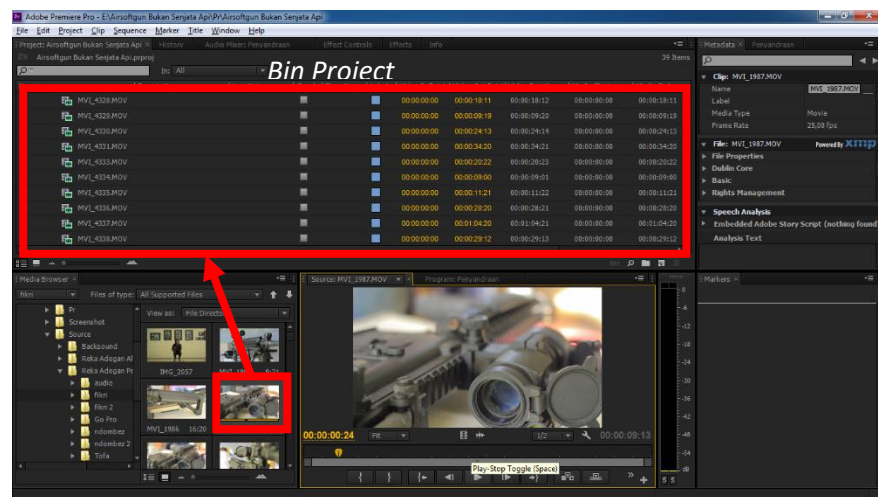 Adobe Premiere Pro - E:\Airsoftgun Bukan Senjata Api\Pr\Airsoftgun Bukan Senjata Api
File Edit Project Clip Sequence Marker Title Window Help
Project: Airsoftgun Bukan Senjata Api History Audio Mixer: Penyandraan Effect Controls Effects Info
Airsoftgun Bukan Senjata Api.prproj 39 Items
In: All
Bin Project
MVI_4328.MOV 00:00:00:00 00:00:18:11 00:00:18:12 00:00:00:00 00:00:18:11
MVI_4329.MOV 00:00:00:00 00:00:09:19 00:00:09:20 00:00:00:00 00:00:09:19
MVI_4330.MOV 00:00:00:00 00:00:24:13 00:00:24:14 00:00:00:00 00:00:24:13
MVI_4331.MOV 00:00:00:00 00:00:34:20 00:00:34:21 00:00:00:00 00:00:34:20
MVI_4333.MOV 00:00:00:00 00:00:20:22 00:00:20:23 00:00:00:00 00:00:20:22
MVI_4334.MOV 00:00:00:00 00:00:09:00 00:00:09:01 00:00:00:00 00:00:09:00
MVI_4335.MOV 00:00:00:00 00:00:11:21 00:00:11:22 00:00:00:00 00:00:11:21
MVI_4336.MOV 00:00:00:00 00:00:28:20 00:00:28:21 00:00:00:00 00:00:28:20
MVI_4337.MOV 00:00:00:00 00:01:04:20 00:01:04:21 00:00:00:00 00:01:04:20
MVI_4338.MOV 00:00:00:00 00:00:29:12 00:00:29:13 00:00:00:00 00:00:29:12
Metadata Penyandraan
Clip: MVI_1987.MOV
Name MVI_1987.MOV
Label
Media Type Movie
Frame Rate 25,00 fps
File: MVI_1987.MOV Powered By xmp
File Properties
Dublin Core
Basic
Rights Management
Speech Analysis
Embedded Adobe Story Script (nothing found
Analysis Text
Media Browser
fikri Files of type: All Supported Files
Pr
Screenshot
Source
Backsound
Reka Adegan Al
Reka Adegan Pe
audio
fikri
fikri 2
Go Pro
ndombez
ndombez 2
Tofa
View as: File Direct
IMG_2057
MVI_1986 16:20
Source: MVI_1987.MOV Program: Penyandraan
00:00:00:24 Fit 1/2 00:00:09:13
Play-Stop Toggle (Space)
0
-6
-12
-18
-24
-30
-36
-42
-48
-54
dB
S S
Markers